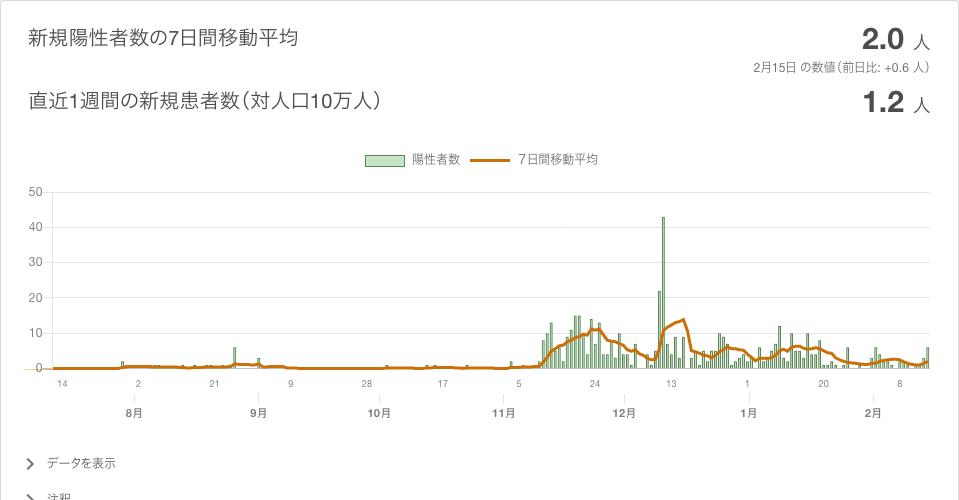 新規陽性者数の7日間移動平均
2.0 人
2月15日 の数値（前日比: +0.6 人）
直近1週間の新規患者数（対人口10万人）
1.2 人
陽性者数 7日間移動平均
50
40
30
20
10
0
14 2 21 9 28 17 5 24 13 1 20 8
8月 9月 10月 11月 12月 1月 2月
データを表示
注釈